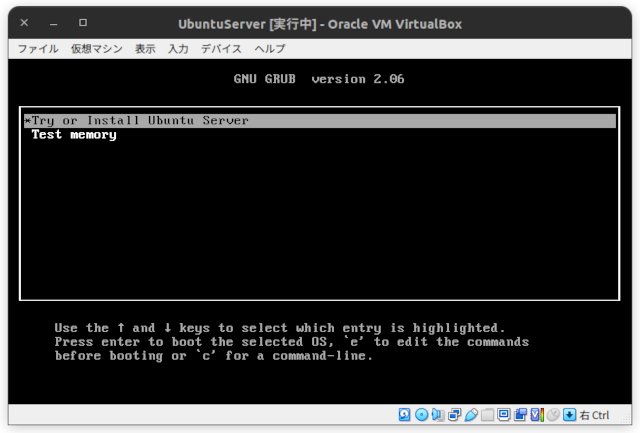 UbuntuServer [実行中] - Oracle VM VirtualBox
ファイル 仮想マシン 表示 入力 デバイス ヘルプ
GNU GRUB version 2.06
*Try or Install Ubuntu Server
Test memory
Use the ↑ and ↓ keys to select which entry is highlighted.
Press enter to boot the selected OS, `e' to edit the commands
before booting or `c' for a command-line.
右 Ctrl